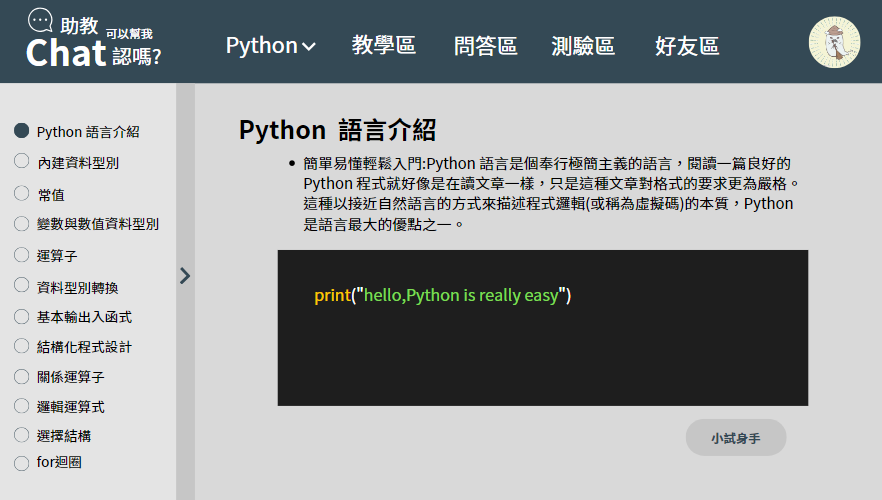 助教 可以幫我
Chat 認嗎?
Python 教學區 問答區 測驗區 好友區
Python 語言介紹
內建資料型別
常值
變數與數值資料型別
運算子
資料型別轉換
基本輸出入函式
結構化程式設計
關係運算子
邏輯運算式
選擇結構
for迴圈
Python 語言介紹
簡單易懂輕鬆入門:Python 語言是個奉行極簡主義的語言，閱讀一篇良好的
Python 程式就好像是在讀文章一樣，只是這種文章對格式的要求更為嚴格。
這種以接近自然語言的方式來描述程式邏輯(或稱為虛擬碼)的本質，Python
是語言最大的優點之一。
print("hello,Python is really easy")
小試身手